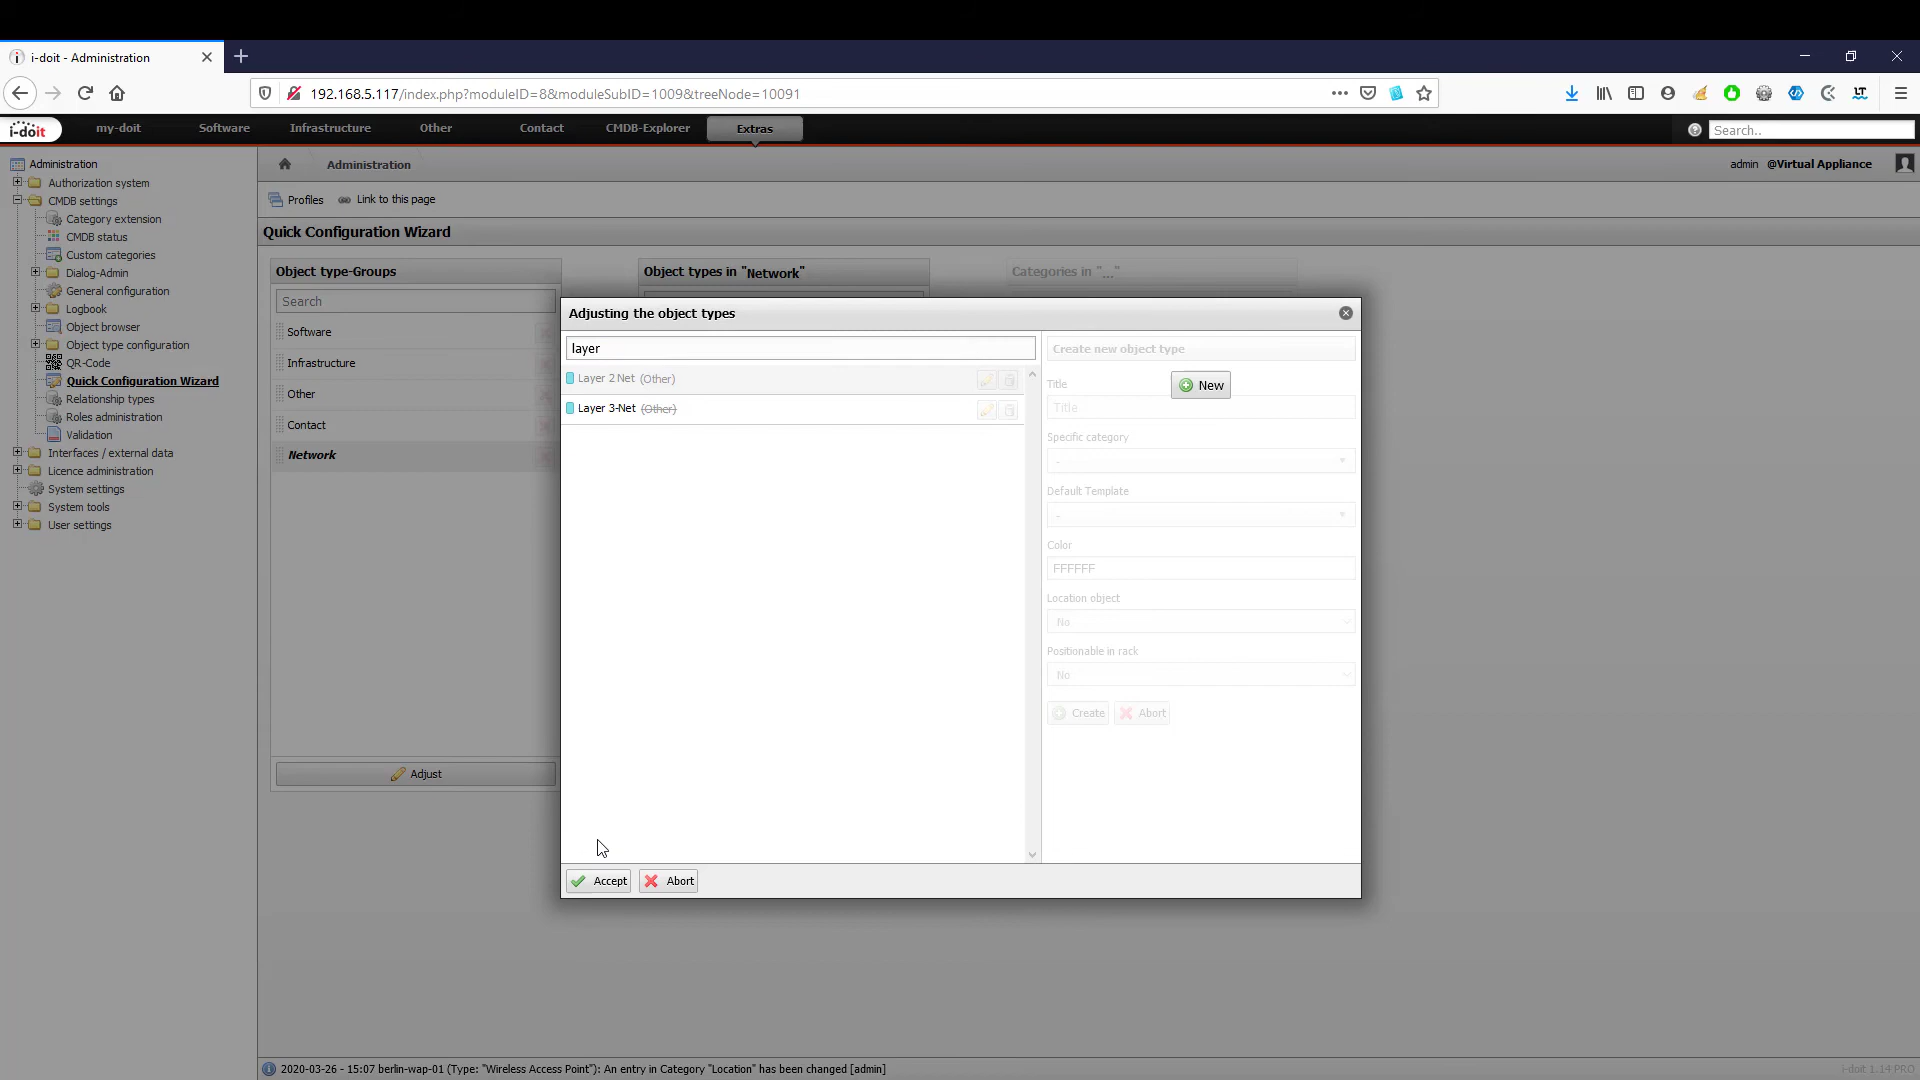 i-doit - Administration
192.168.5.117/index.php?moduleID=8&moduleSubID=1009&treeNode=10091
i-doit
my-doit
Software
Infrastructure
Other
Contact
CMDB-Explorer
Extras
Search..
Administration
admin @Virtual Appliance
Profiles
Link to this page
Quick Configuration Wizard
Administration
Authorization system
CMDB settings
Category extension
CMDB status
Custom categories
Dialog-Admin
General configuration
Logbook
Object browser
Object type configuration
QR-Code
Quick Configuration Wizard
Relationship types
Roles administration
Validation
Interfaces / external data
Licence administration
System settings
System tools
User settings
Object type-Groups
Search
Software
Infrastructure
Other
Contact
Network
Adjust
Object types in "Network"
Categories in "..."
Adjusting the object types
layer
Layer 2 Net (Other)
Layer 3-Net (Other)
Create new object type
New
Title
Title
Specific category
-
Default Template
-
Color
FFFFFF
Location object
No
Positionable in rack
No
Create
Abort
Accept
Abort
2020-03-26 - 15:07 berlin-wap-01 (Type: "Wireless Access Point"): An entry in Category "Location" has been changed [admin]
i-doit 1.14 PRO